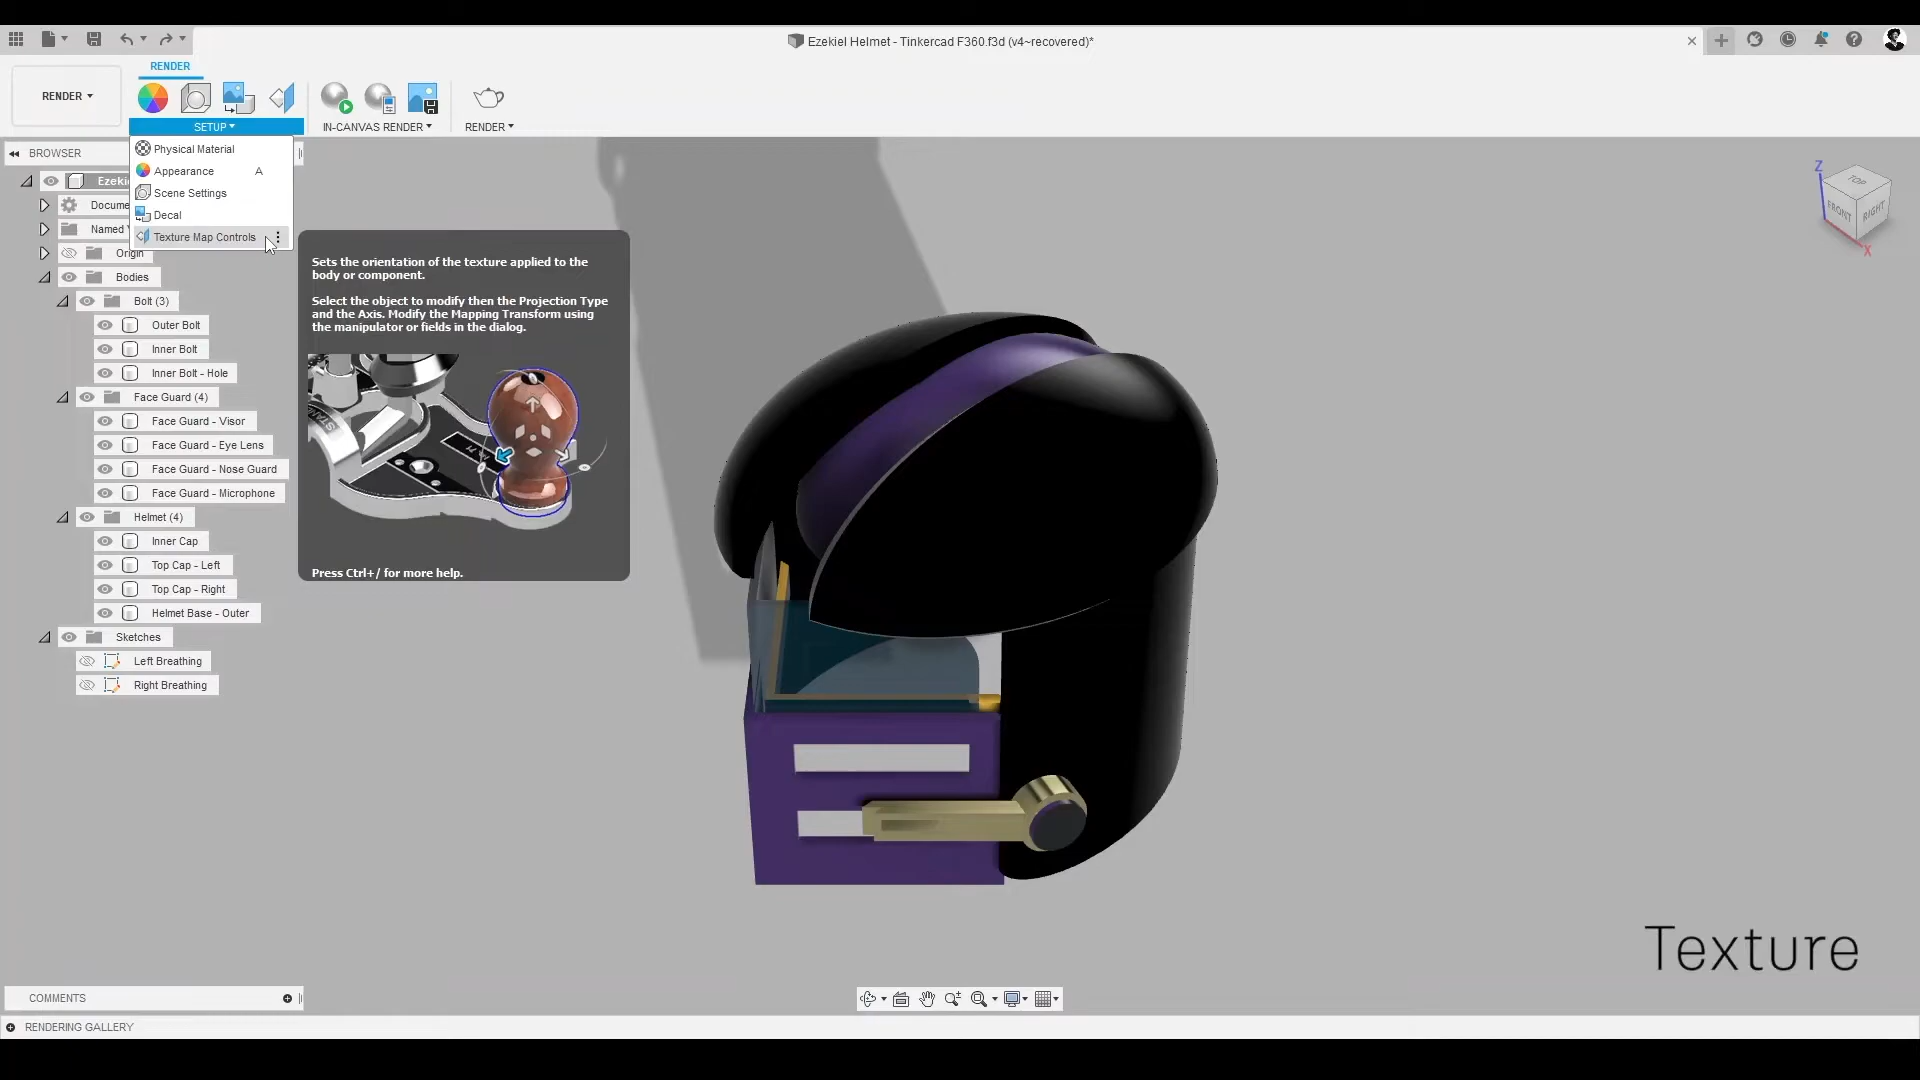 Ezekiel Helmet - Tinkercad F360.f3d (v4~recovered)*
RENDER
RENDER
SETUP
IN-CANVAS RENDER
RENDER
BROWSER
Physical Material
Appearance A
Scene Settings
Decal
Texture Map Controls
Ezekie
Docume
Named
Origin
Bodies
Bolt (3)
Outer Bolt
Inner Bolt
Inner Bolt - Hole
Face Guard (4)
Face Guard - Visor
Face Guard - Eye Lens
Face Guard - Nose Guard
Face Guard - Microphone
Helmet (4)
Inner Cap
Top Cap - Left
Top Cap - Right
Helmet Base - Outer
Sketches
Left Breathing
Right Breathing
Sets the orientation of the texture applied to the
body or component.
Select the object to modify then the Projection Type
and the Axis. Modify the Mapping Transform using
the manipulator or fields in the dialog.
Press Ctrl+/ for more help.
Z
TOP
FRONT
RIGHT
X
Texture
COMMENTS
RENDERING GALLERY